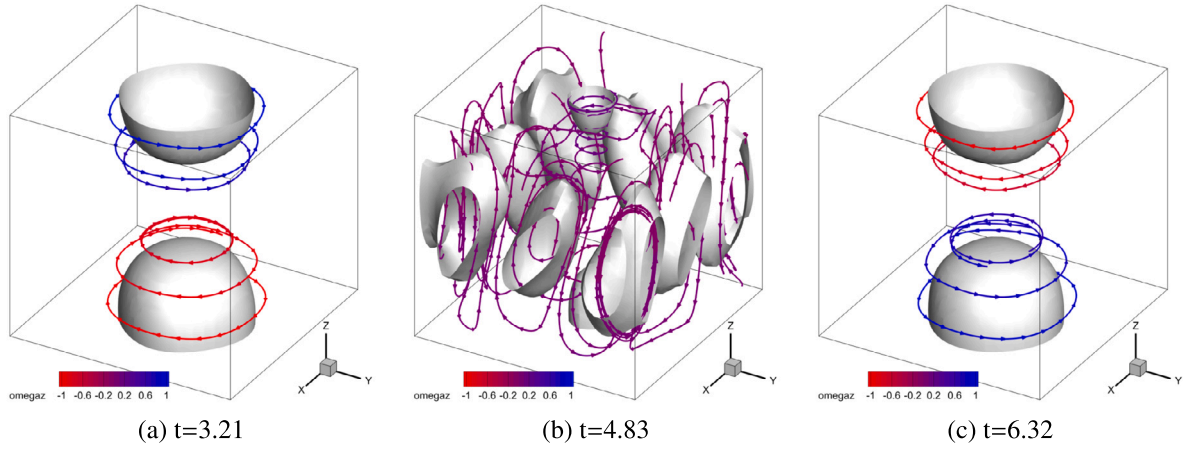 Z
X
Y
omegaz
-1 -0.6 -0.2 0.2 0.6 1
(a) t=3.21
Z
X
Y
omegaz
-1 -0.6 -0.2 0.2 0.6 1
(b) t=4.83
Z
X
Y
omegaz
-1 -0.6 -0.2 0.2 0.6 1
(c) t=6.32